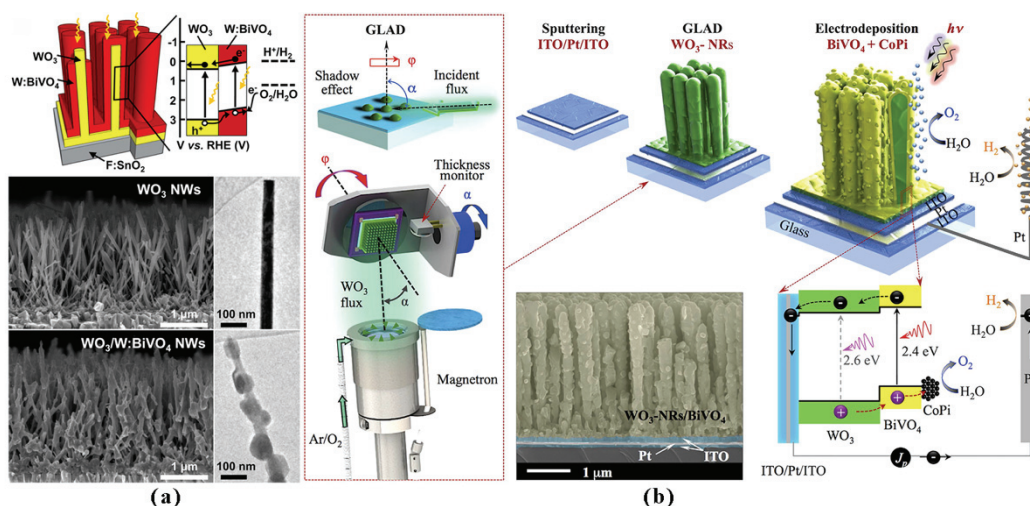 WO₃
W:BiVO₄
F:SnO₂
WO₃
W:BiVO₄
-1
0
1
2
3
e⁻
H⁺/H₂
e⁻
O₂/H₂O
h⁺
V vs. RHE (V)
WO₃ NWs
1 μm
100 nm
WO₃/W:BiVO₄ NWs
1 μm
100 nm
(a)
GLAD
φ
Shadow
effect
α
Incident
flux
φ
Thickness
monitor
α
WO₃
flux
α
Magnetron
Ar/O₂
Sputtering
ITO/Pt/ITO
GLAD
WO₃- NRs
Electrodeposition
BiVO₄ + CoPi
hν
O₂
H₂O
H₂
H₂O
ITO
Pt
ITO
Glass
Pt
WO₃-NRs/BiVO₄
Pt
ITO
1 μm
2.6 eV
2.4 eV
H₂
H₂O
O₂
H₂O
CoPi
BiVO₄
WO₃
P
ITO/Pt/ITO
Jₚ
(b)